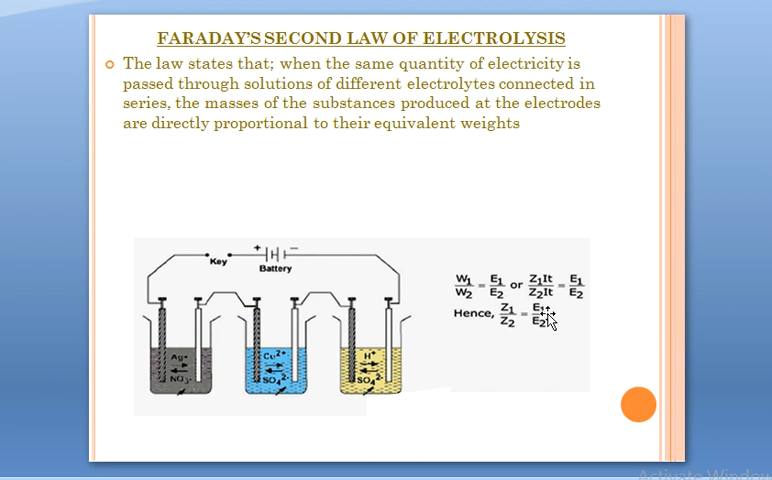 FARADAY'S SECOND LAW OF ELECTROLYSIS
The law states that; when the same quantity of electricity is
passed through solutions of different electrolytes connected in
series, the masses of the substances produced at the electrodes
are directly proportional to their equivalent weights
+ −
Key
Battery
W₁/W₂ = E₁/E₂ or Z₁It/Z₂It = E₁/E₂
Hence, Z₁/Z₂ = E₁/E₂
Ag⁺
NO₃⁻
Cu²⁺
SO₄²⁻
H⁺
SO₄²⁻
Activate Window